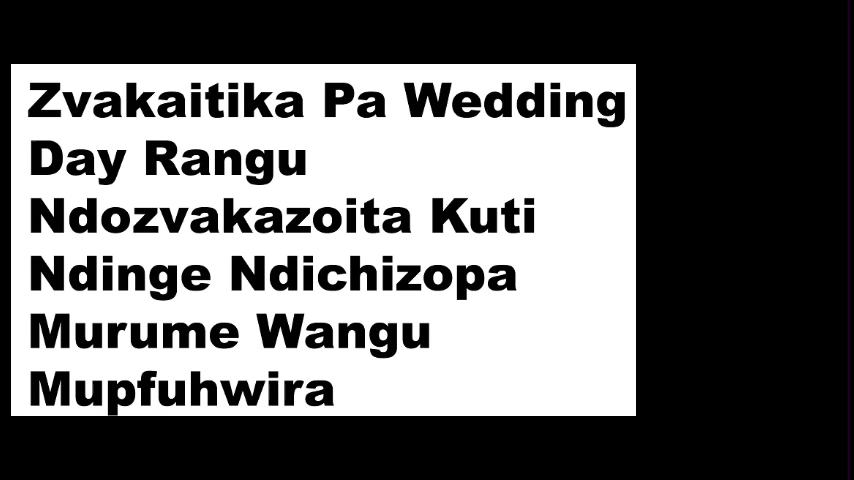 Zvakaitika Pa Wedding
Day Rangu
Ndozvakazoita Kuti
Ndinge Ndichizopa
Murume Wangu
Mupfuhwira